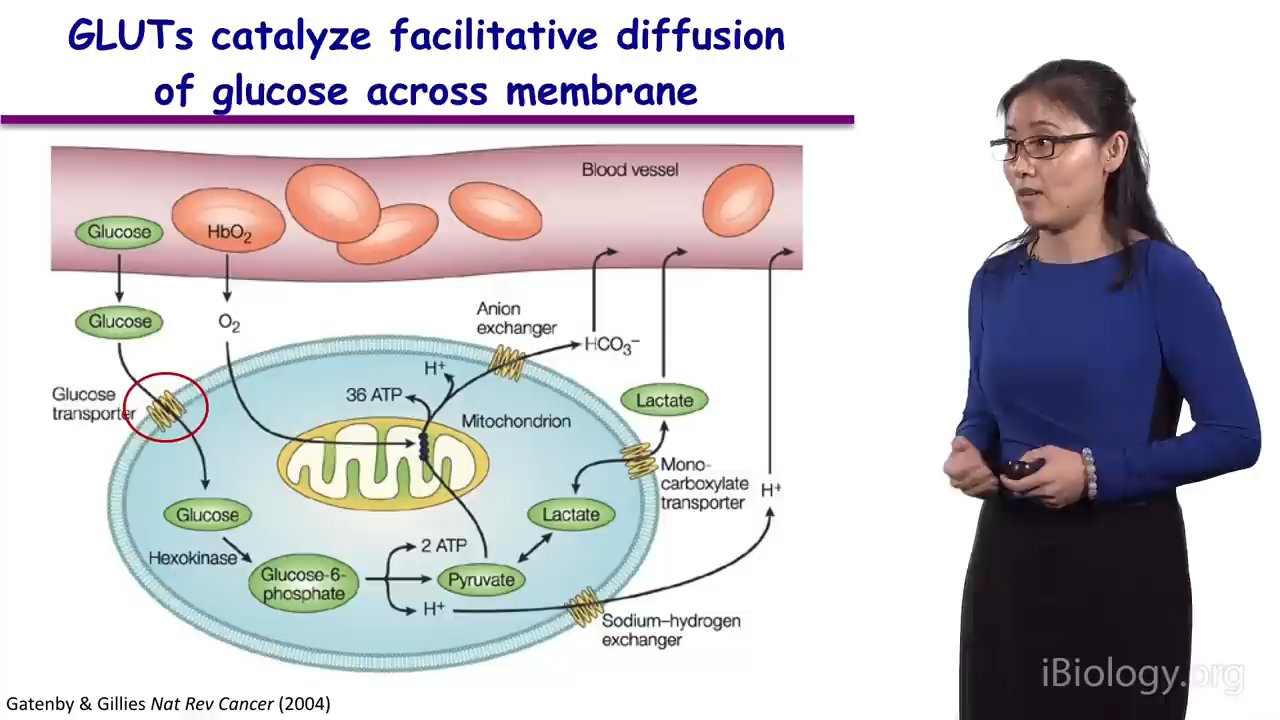 GLUTs catalyze facilitative diffusion
of glucose across membrane
Blood vessel
Glucose
HbO₂
Glucose
O₂
Anion
exchanger
HCO₃⁻
H⁺
Glucose
transporter
36 ATP
Mitochondrion
Lactate
Mono-
carboxylate
transporter
H⁺
Glucose
Lactate
Hexokinase
2 ATP
Glucose-6-
phosphate
Pyruvate
H⁺
Sodium–hydrogen
exchanger
Gatenby & Gillies Nat Rev Cancer (2004)
iBiology.org